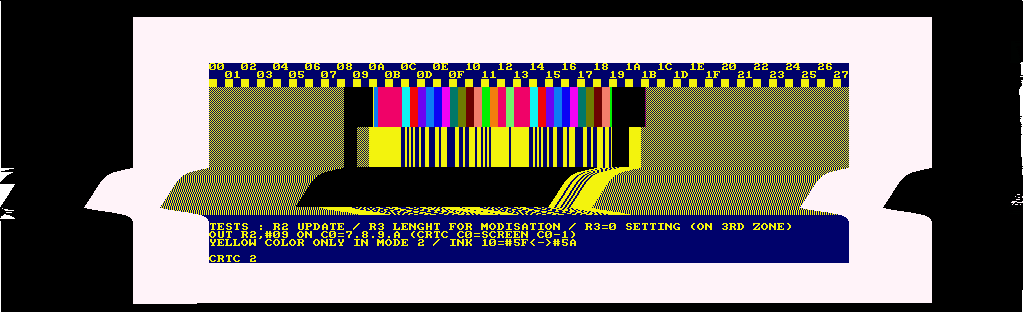 00 02 04 06 08 0A 0C 0E 10 12 14 16 18 1A 1C 1E 20 22 24 26
01 03 05 07 09 0B 0D 0F 11 13 15 17 19 1B 1D 1F 21 23 25 27
TESTS : R2 UPDATE / R3 LENGHT FOR MODISATION / R3=0 SETTING (ON 3RD ZONE)
OUT R2,#09 ON C0=7.8.9.A (CRTC C0=SCREEN C0-1)
YELLOW COLOR ONLY IN MODE 2 / INK 10=#5F<->#5A
CRTC 2